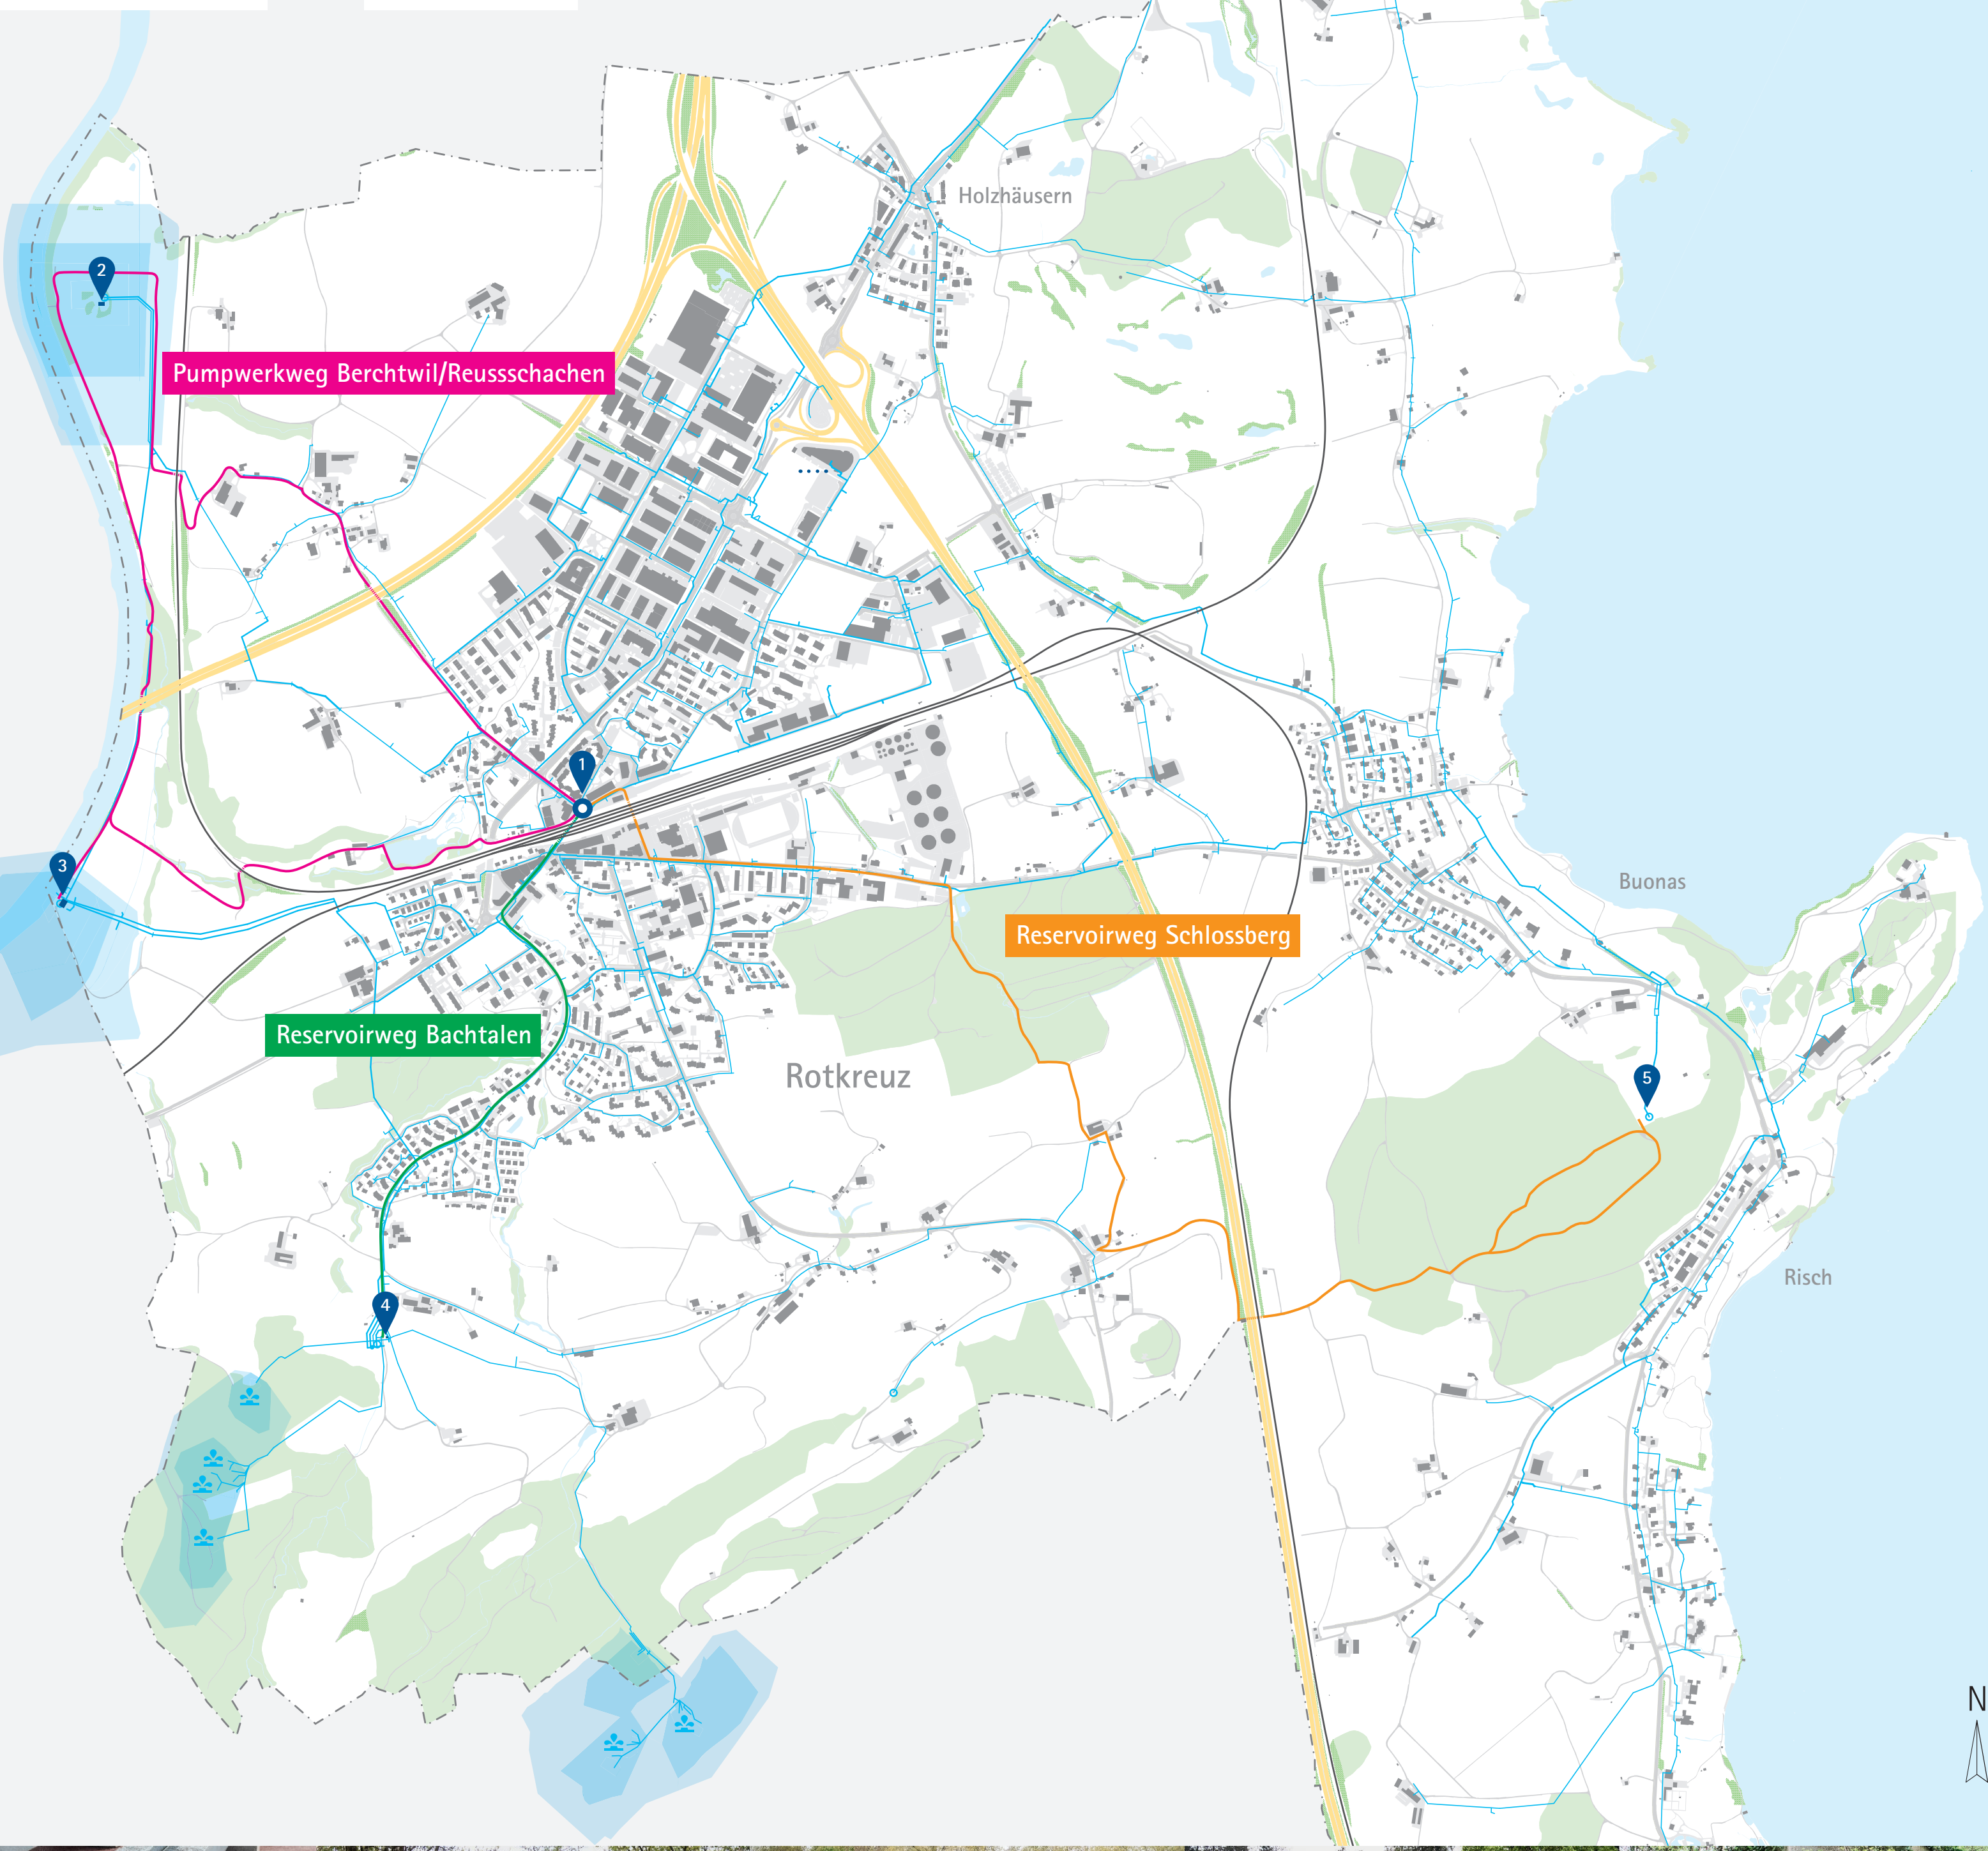 Holzhäusern
2
Pumpwerkweg Berchtwil/Reussschachen
1
3
Buonas
Reservoirweg Schlossberg
Reservoirweg Bachtalen
Rotkreuz
5
Risch
4
N